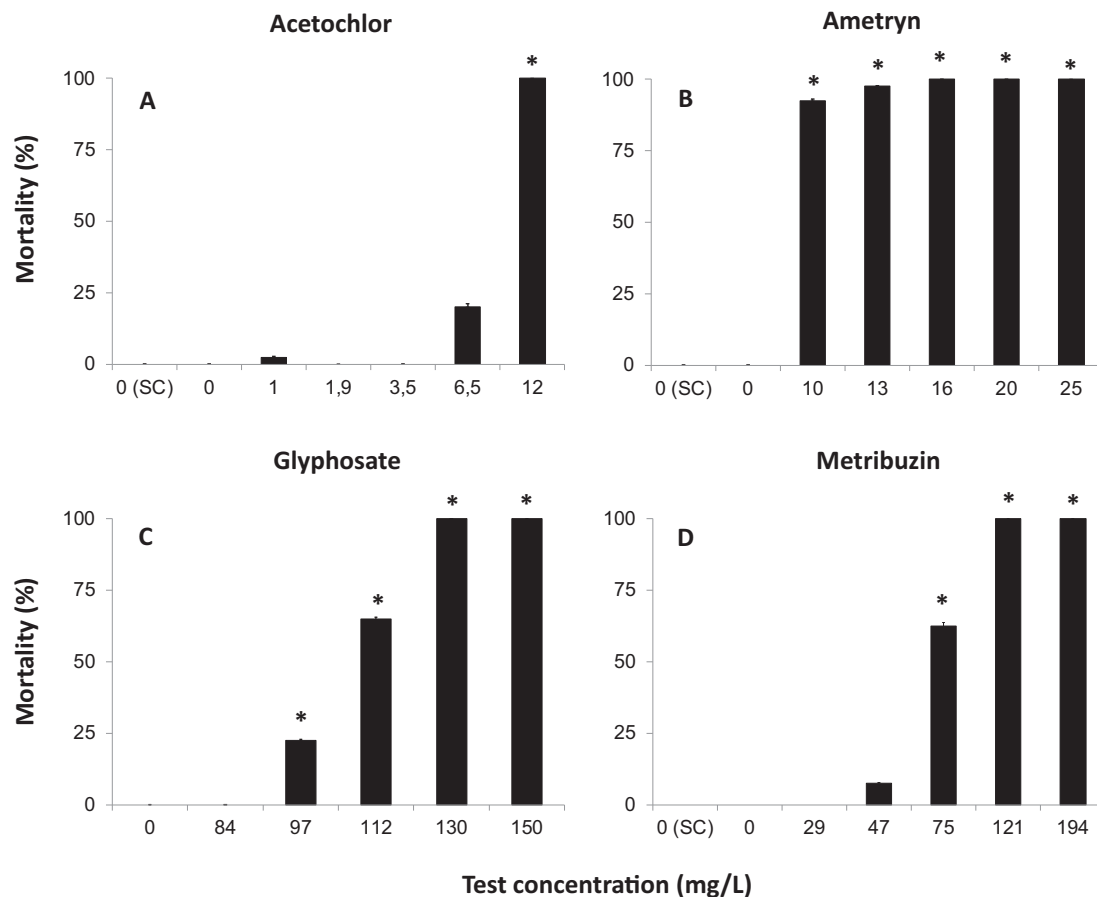 Acetochlor
A
Mortality (%)
100
75
50
25
0
*
0 (SC) 0 1 1,9 3,5 6,5 12
Ametryn
B
100
75
50
25
0
* * * * *
0 (SC) 0 10 13 16 20 25
Glyphosate
C
Mortality (%)
100
75
50
25
0
* * * *
0 84 97 112 130 150
Metribuzin
D
100
75
50
25
0
* * *
0 (SC) 0 29 47 75 121 194
Test concentration (mg/L)